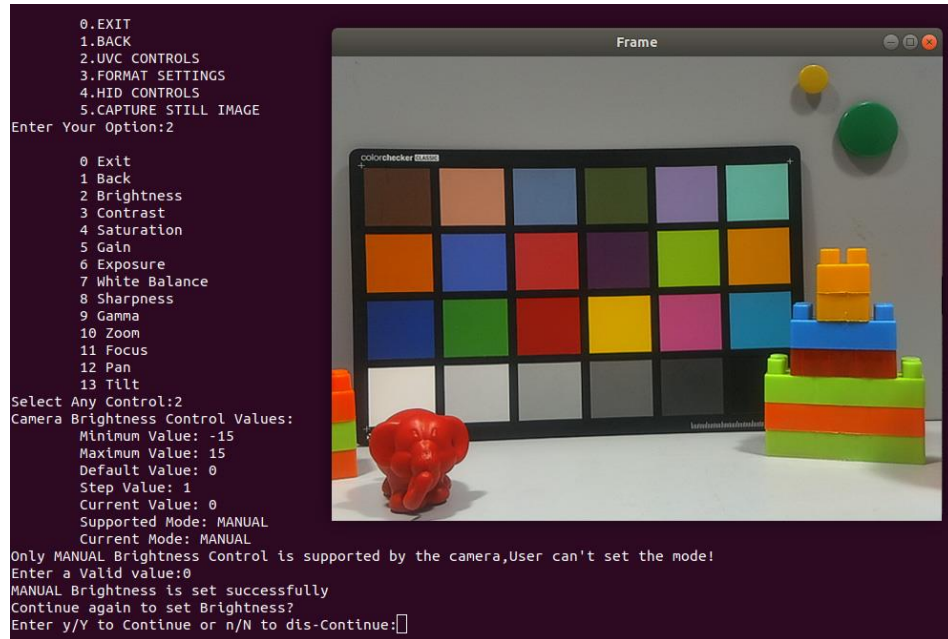 0.EXIT
1.BACK
2.UVC CONTROLS
3.FORMAT SETTINGS
4.HID CONTROLS
5.CAPTURE STILL IMAGE
Enter Your Option:2
0 Exit
1 Back
2 Brightness
3 Contrast
4 Saturation
5 Gain
6 Exposure
7 White Balance
8 Sharpness
9 Gamma
10 Zoom
11 Focus
12 Pan
13 Tilt
Select Any Control:2
Camera Brightness Control Values:
Minimum Value: -15
Maximum Value: 15
Default Value: 0
Step Value: 1
Current Value: 0
Supported Mode: MANUAL
Current Mode: MANUAL
Only MANUAL Brightness Control is supported by the camera,User can't set the mode!
Enter a Valid value:0
MANUAL Brightness is set successfully
Continue again to set Brightness?
Enter y/Y to Continue or n/N to dis-Continue:
Frame
colorchecker CLASSIC